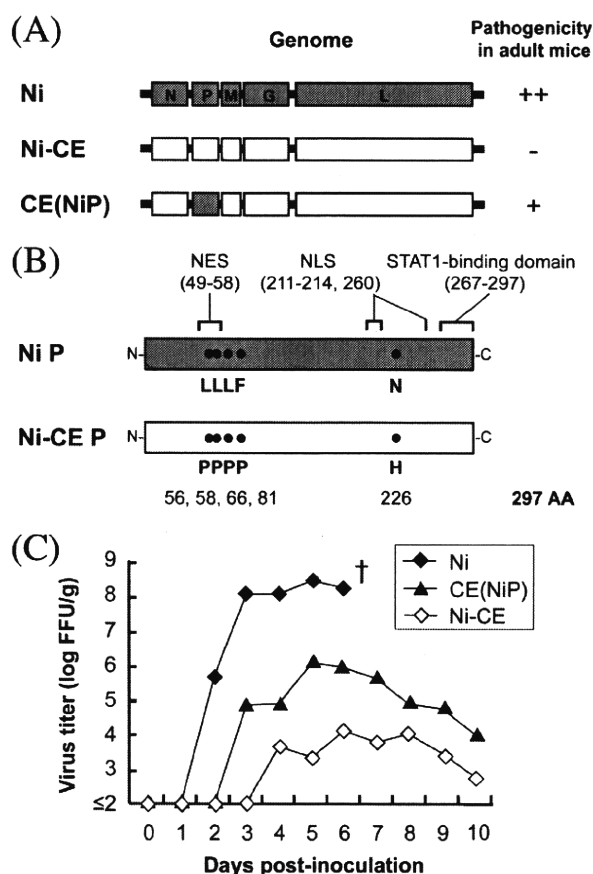 (A)
Genome
Pathogenicity
in adult mice
Ni
N P M G L
++
Ni-CE
-
CE(NiP)
+
(B)
NES
(49-58)
NLS
(211-214, 260)
STAT1-binding domain
(267-297)
Ni P
N- -C
LLLF N
Ni-CE P
N- -C
PPPP H
56, 58, 66, 81 226 297 AA
(C)
Virus titer (log FFU/g)
9
8
7
6
5
4
3
≤2
†
Ni
CE(NiP)
Ni-CE
0 1 2 3 4 5 6 7 8 9 10
Days post-inoculation